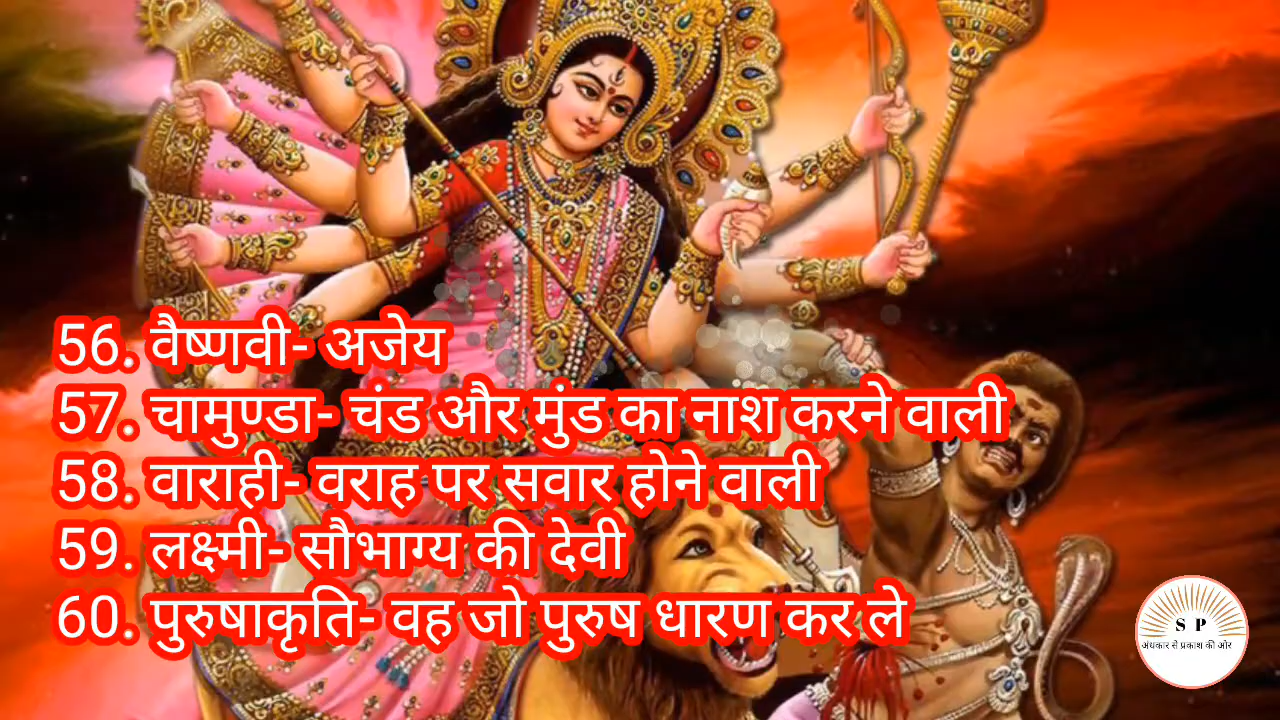 56. वैष्णवी- अजेय
57. चामुण्डा- चंड और मुंड का नाश करने वाली
58. वाराही- वराह पर सवार होने वाली
59. लक्ष्मी- सौभाग्य की देवी
60. पुरुषाकृति- वह जो पुरुष धारण कर ले
S P
अंधकार से प्रकाश की ओर